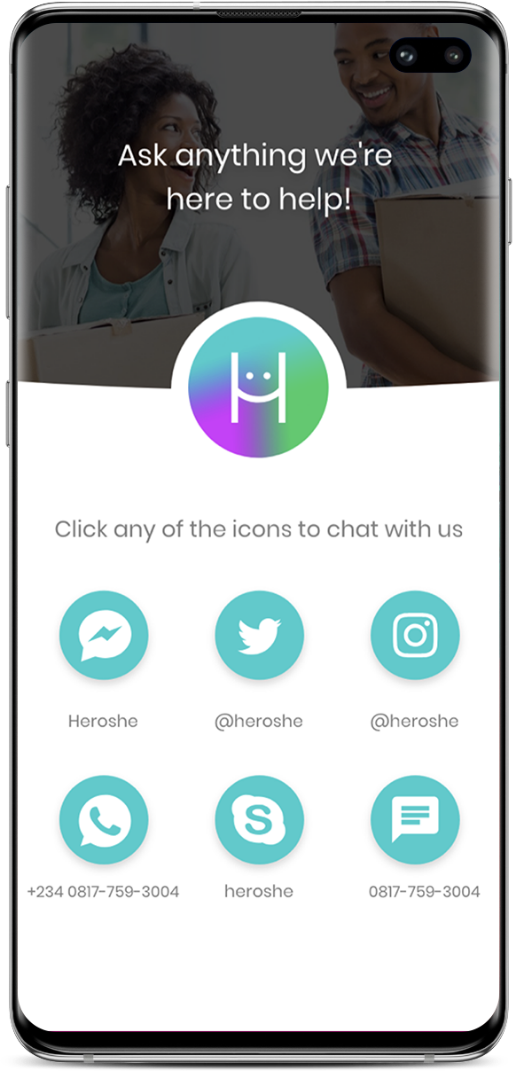 Ask anything we're
here to help!
H
Click any of the icons to chat with us
Heroshe
@heroshe
@heroshe
S
+234 0817-759-3004
heroshe
0817-759-3004